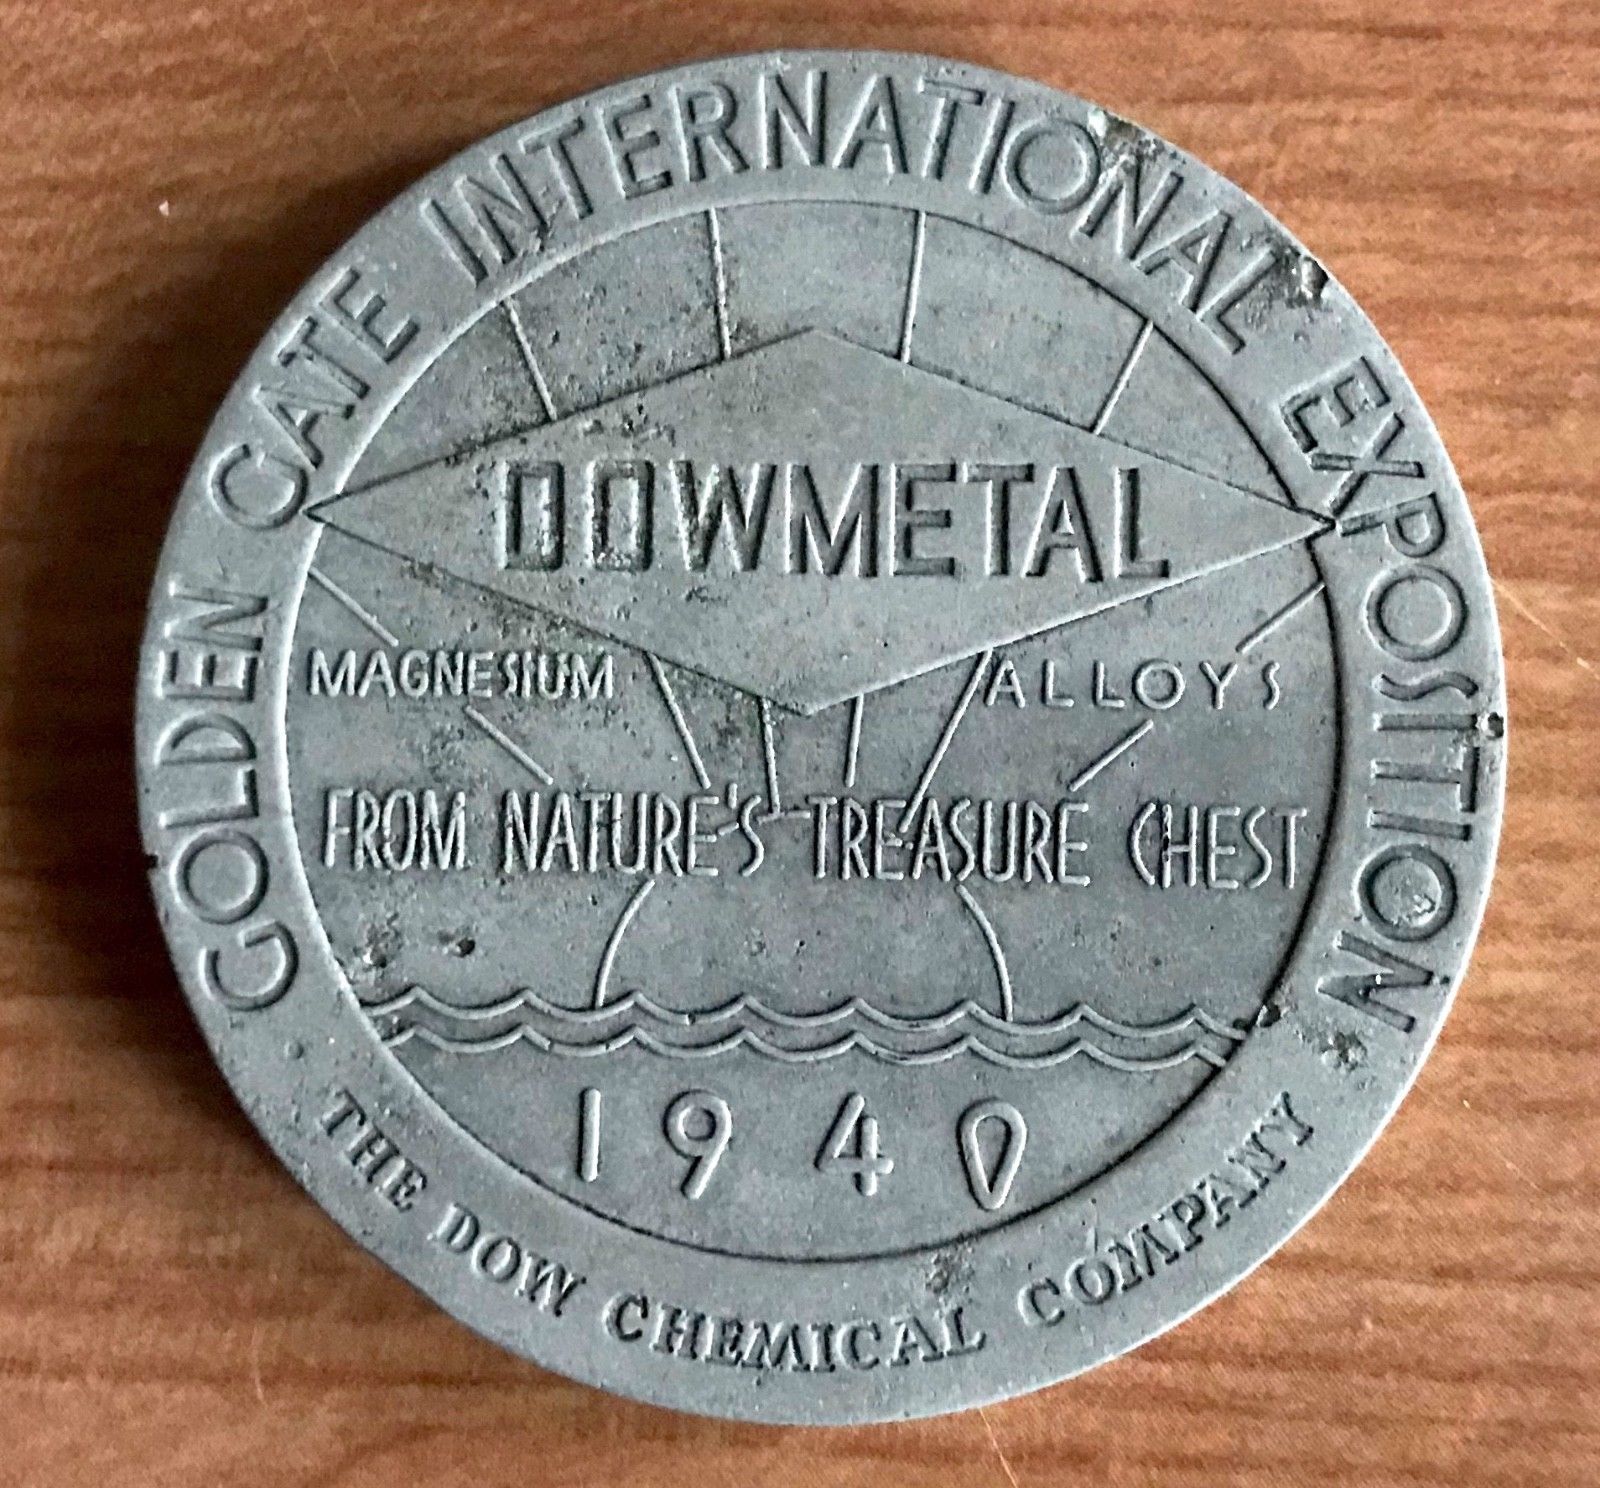 GOLDEN GATE INTERNATIONAL EXPOSITION
DOWMETAL
MAGNESIUM ALLOYS
FROM NATURE'S TREASURE CHEST
1940
THE DOW CHEMICAL COMPANY